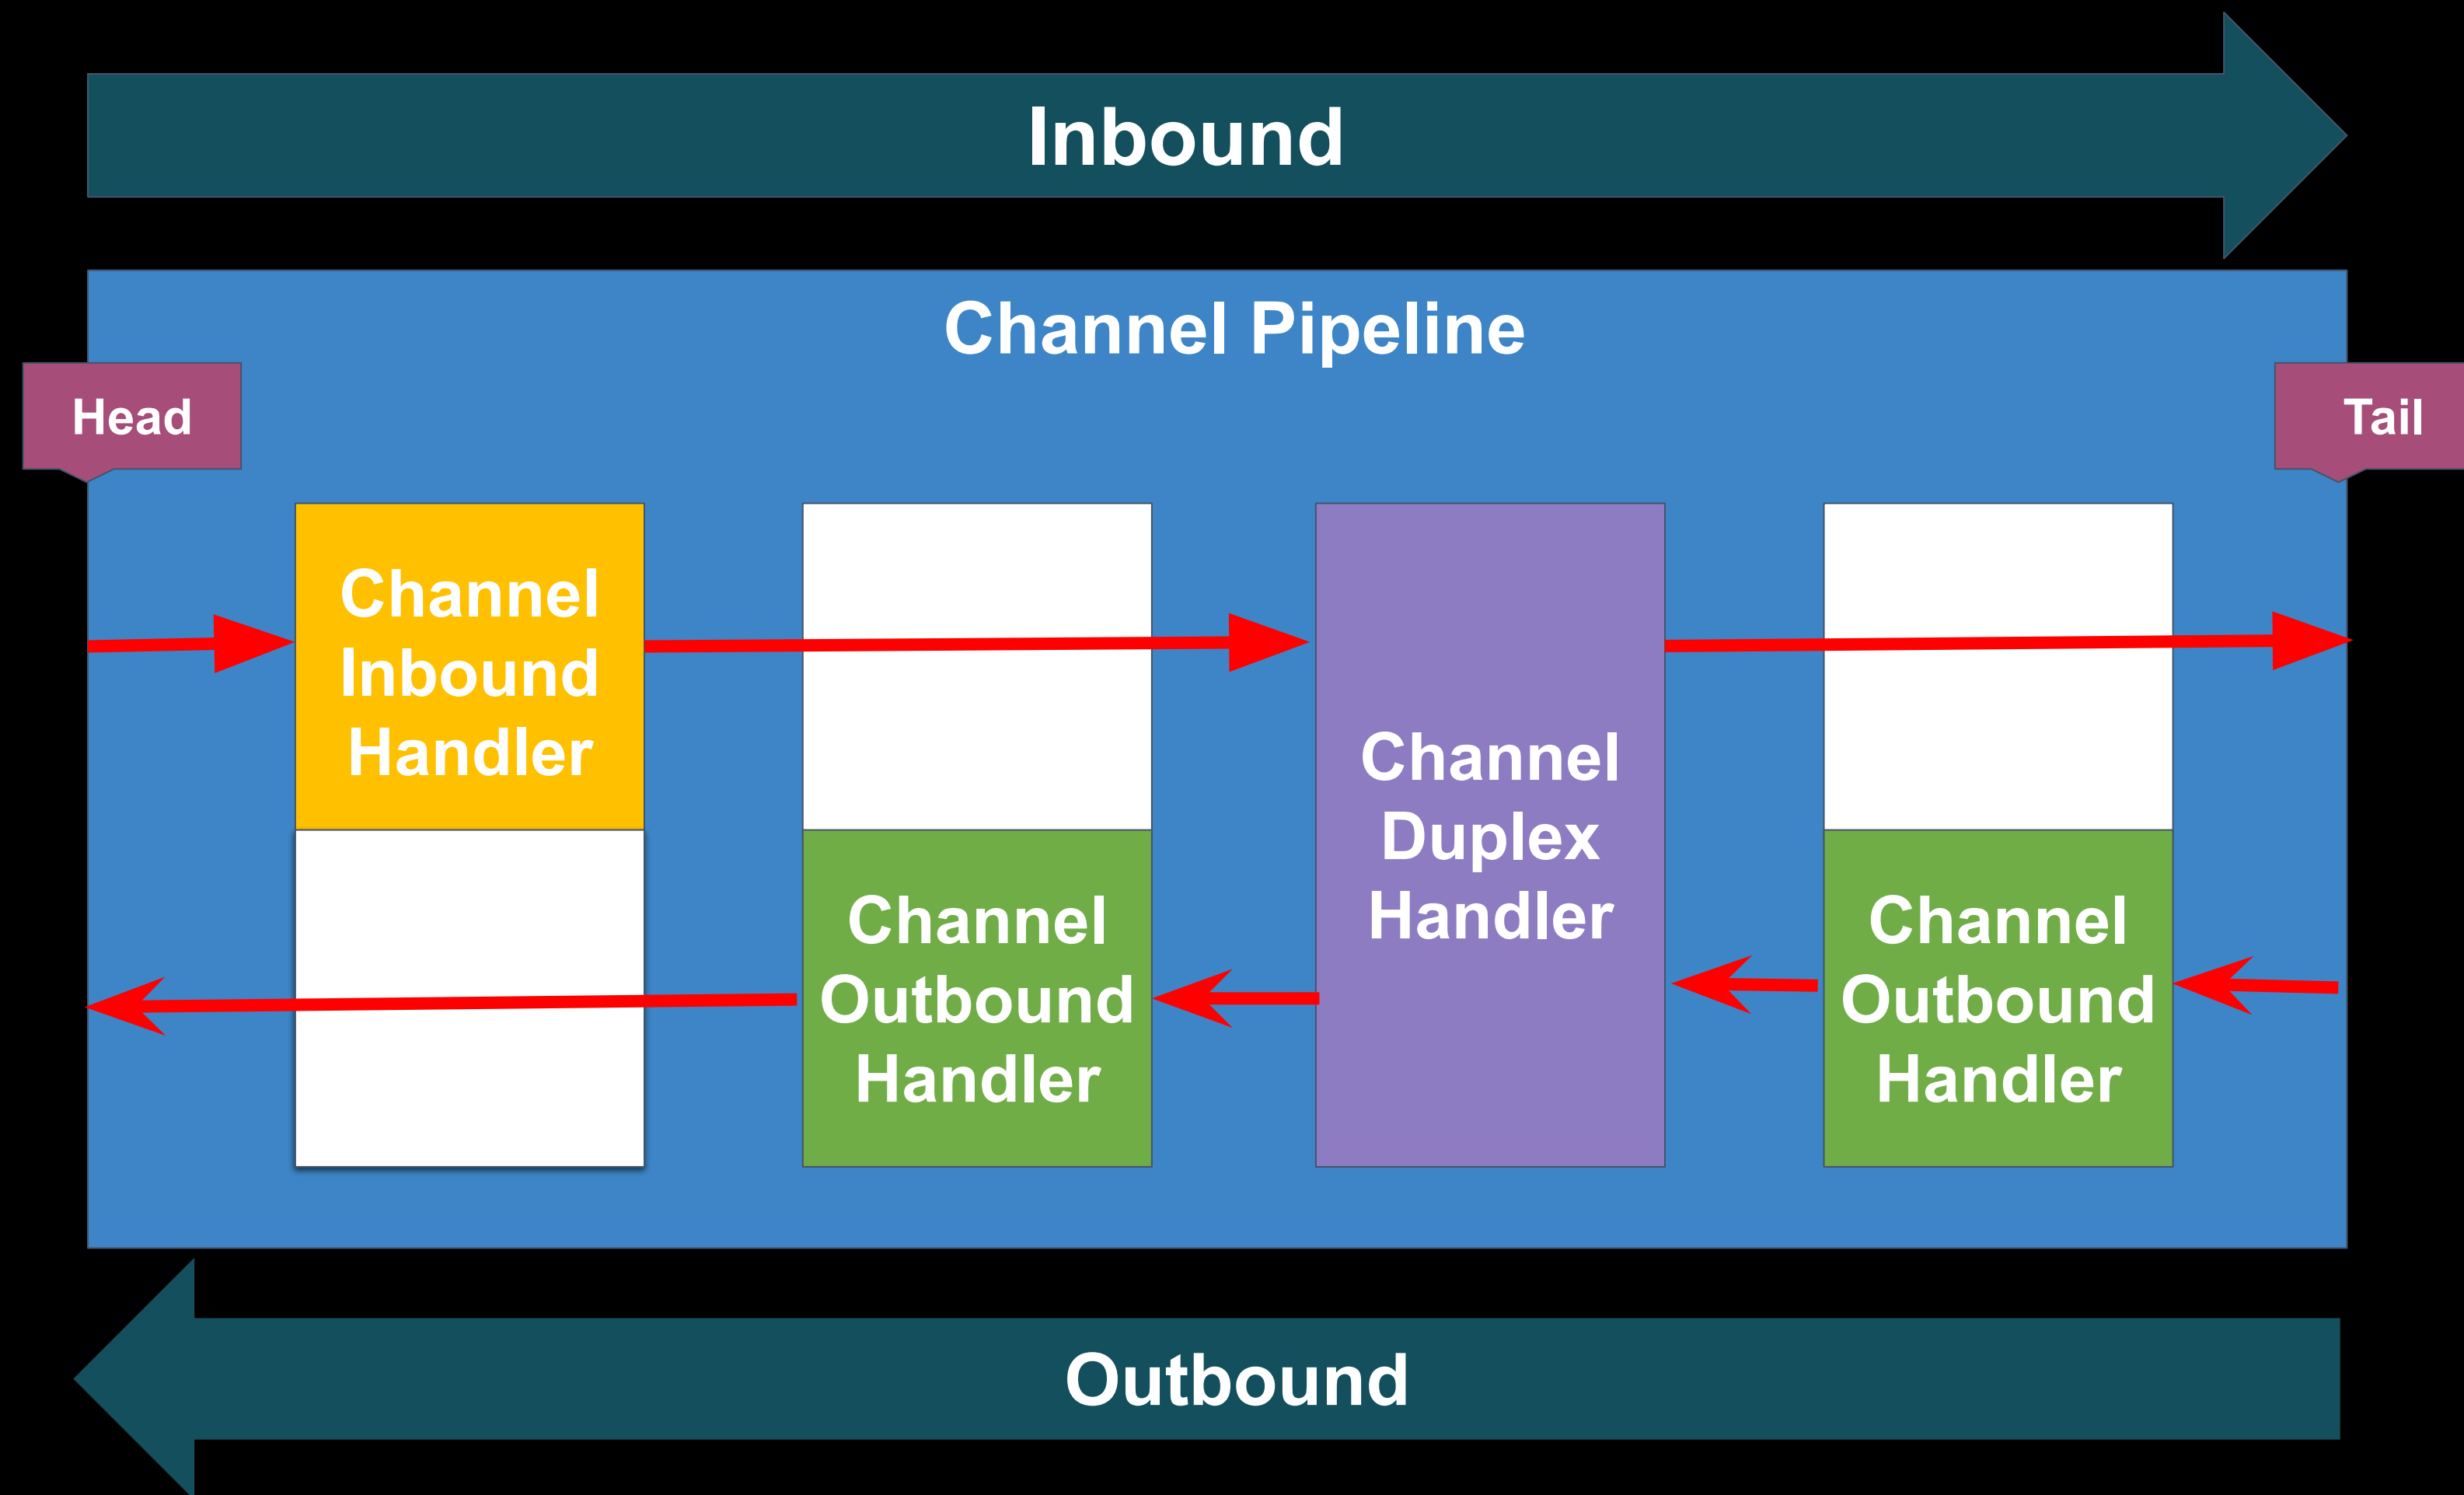 Inbound
Channel Pipeline
Head
Tail
Channel
Inbound
Handler
Channel
Outbound
Handler
Channel
Duplex
Handler
Channel
Outbound
Handler
Outbound